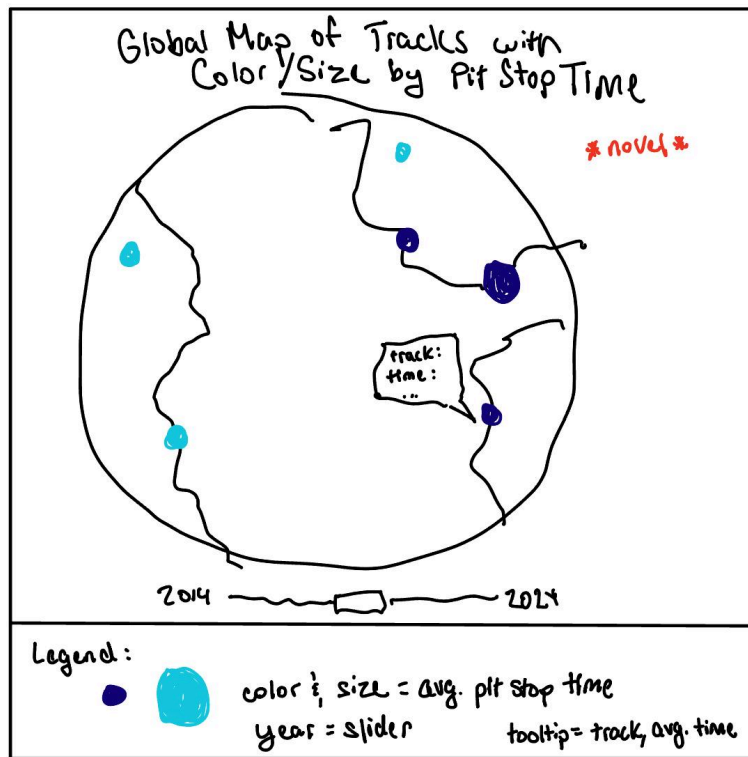 Global Map of Tracks with
Color/Size by Pit Stop Time
*novel*
track:
time:
...
2014
2024
Legend:
color & size = avg. pit stop time
year = slider
tooltip = track, avg. time